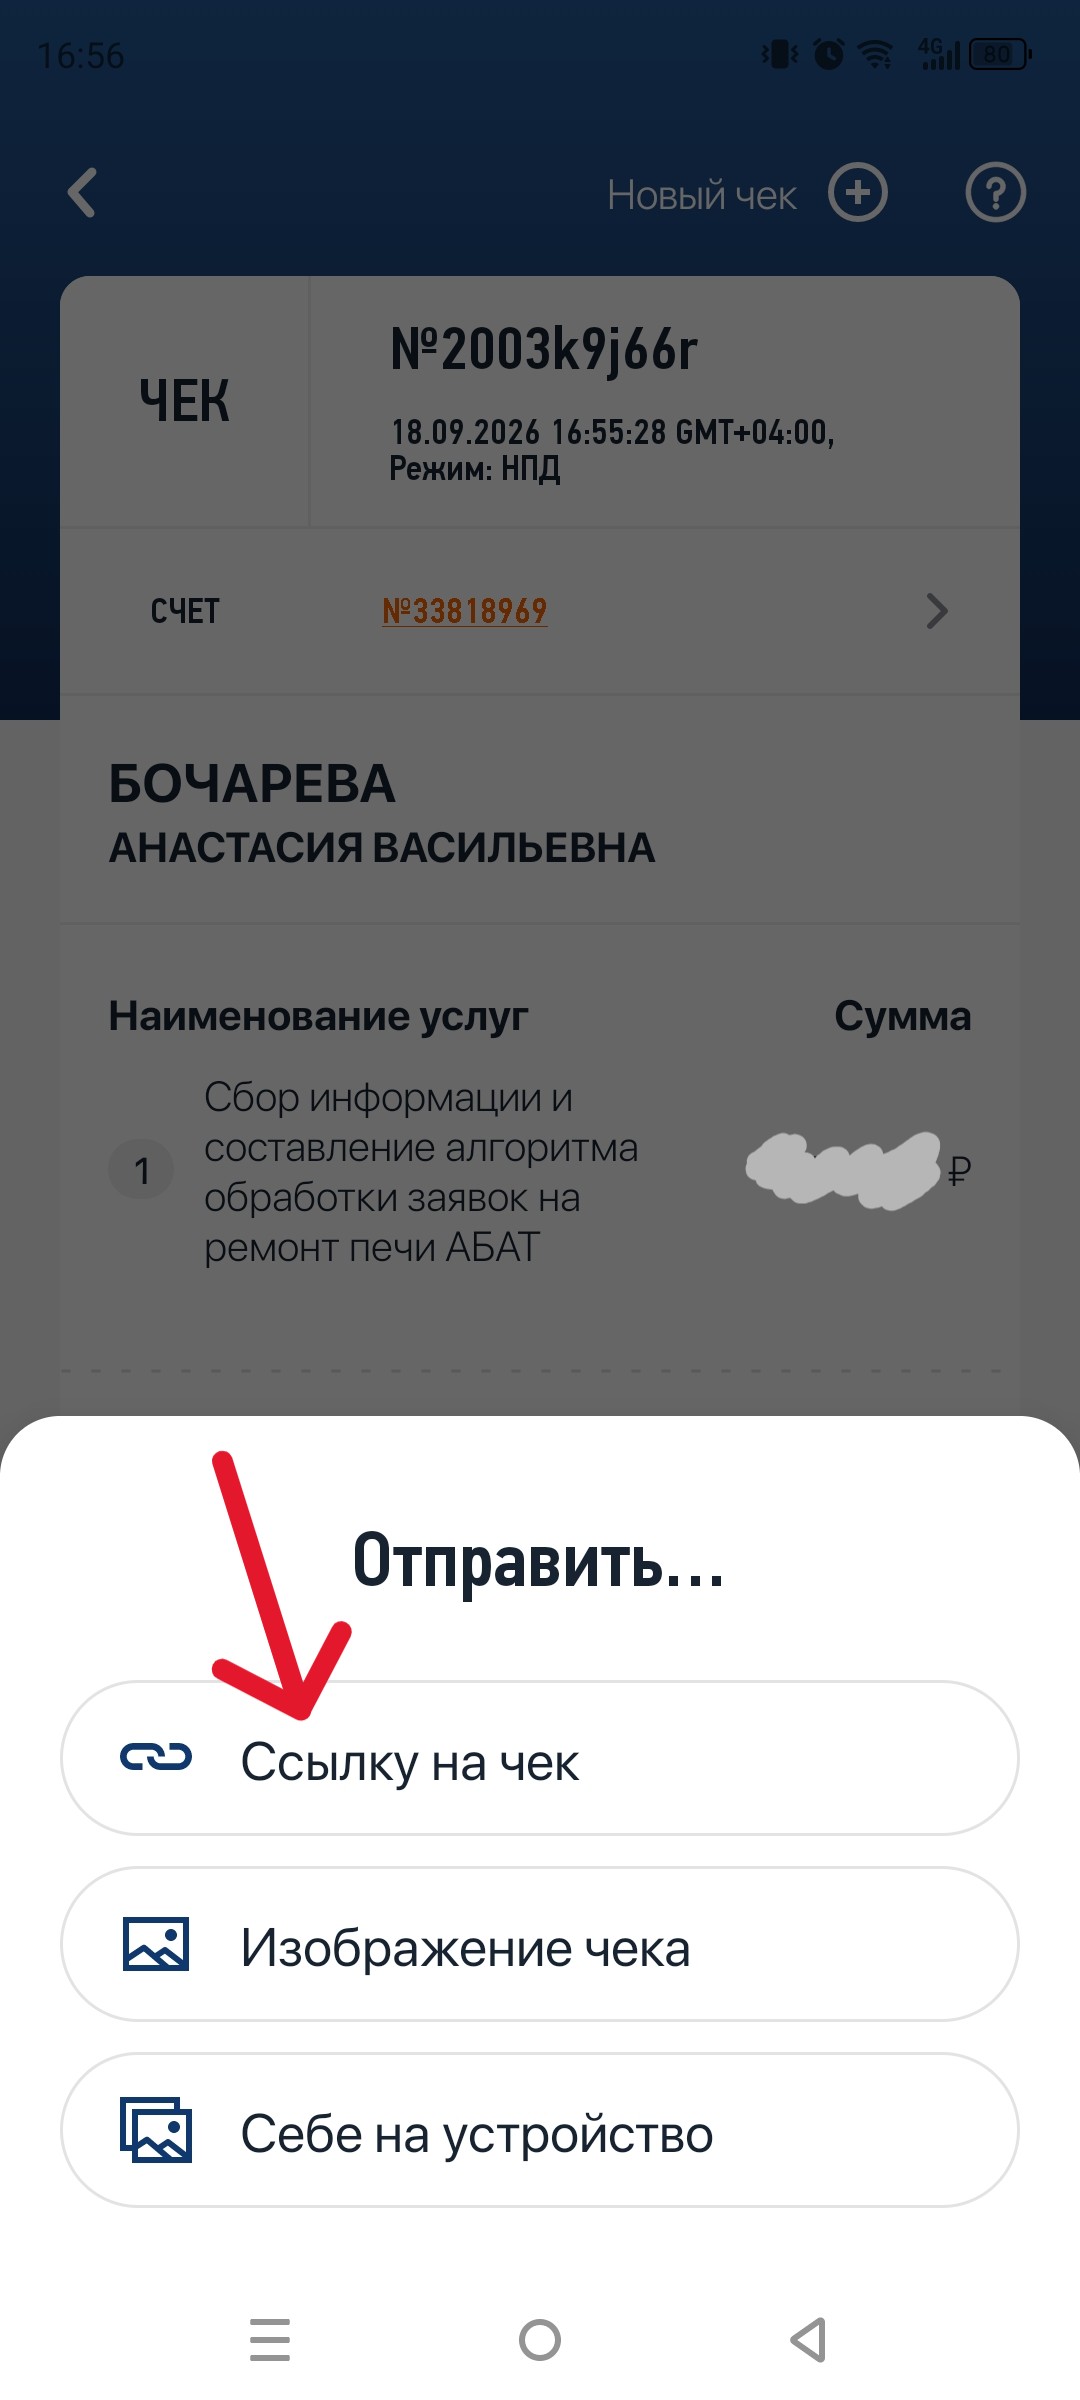 16:56
4G
80
Новый чек
ЧЕК
№2003k9j66r
18.09.2026 16:55:28 GMT+04:00,
Режим: НПД
СЧЕТ
№33818969
БОЧАРЕВА
АНАСТАСИЯ ВАСИЛЬЕВНА
Наименование услуг
Сумма
1
Сбор информации и
составление алгоритма
обработки заявок на
ремонт печи АБАТ
₽
Отправить...
Ссылку на чек
Изображение чека
Себе на устройство